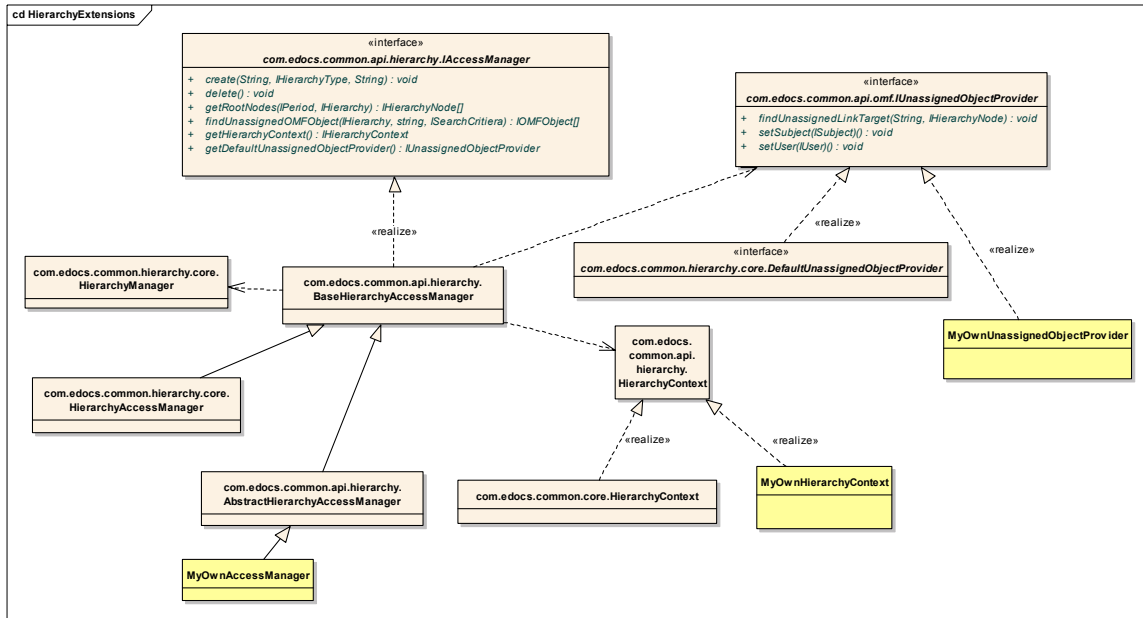 cd HierarchyExtensions
«interface»
com.edocs.common.api.hierarchy.IAccessManager
+ create(String, IHierarchyType, String) : void
+ delete() : void
+ getRootNodes(IPeriod, IHierarchy) : IHierarchyNode[]
+ findUnassignedOMFObject(IHierarchy, string, ISearchCritiera) : IOMFObject[]
+ getHierarchyContext() : IHierarchyContext
+ getDefaultUnassignedObjectProvider() : IUnassignedObjectProvider
«interface»
com.edocs.common.api.omf.IUnassignedObjectProvider
+ findUnassignedLinkTarget(String, IHierarchyNode) : void
+ setSubject(ISubject)() : void
+ setUser(IUser)() : void
«realize»
«realize»
«realize»
«interface»
com.edocs.common.hierarchy.core.DefaultUnassignedObjectProvider
com.edocs.common.hierarchy.core.
HierarchyManager
com.edocs.common.api.hierarchy.
BaseHierarchyAccessManager
MyOwnUnassignedObjectProvider
com.edocs.
common.api.
hierarchy.
HierarchyContext
com.edocs.common.hierarchy.core.
HierarchyAccessManager
«realize»
«realize»
com.edocs.common.api.hierarchy.
AbstractHierarchyAccessManager
com.edocs.common.core.HierarchyContext
MyOwnHierarchyContext
MyOwnAccessManager